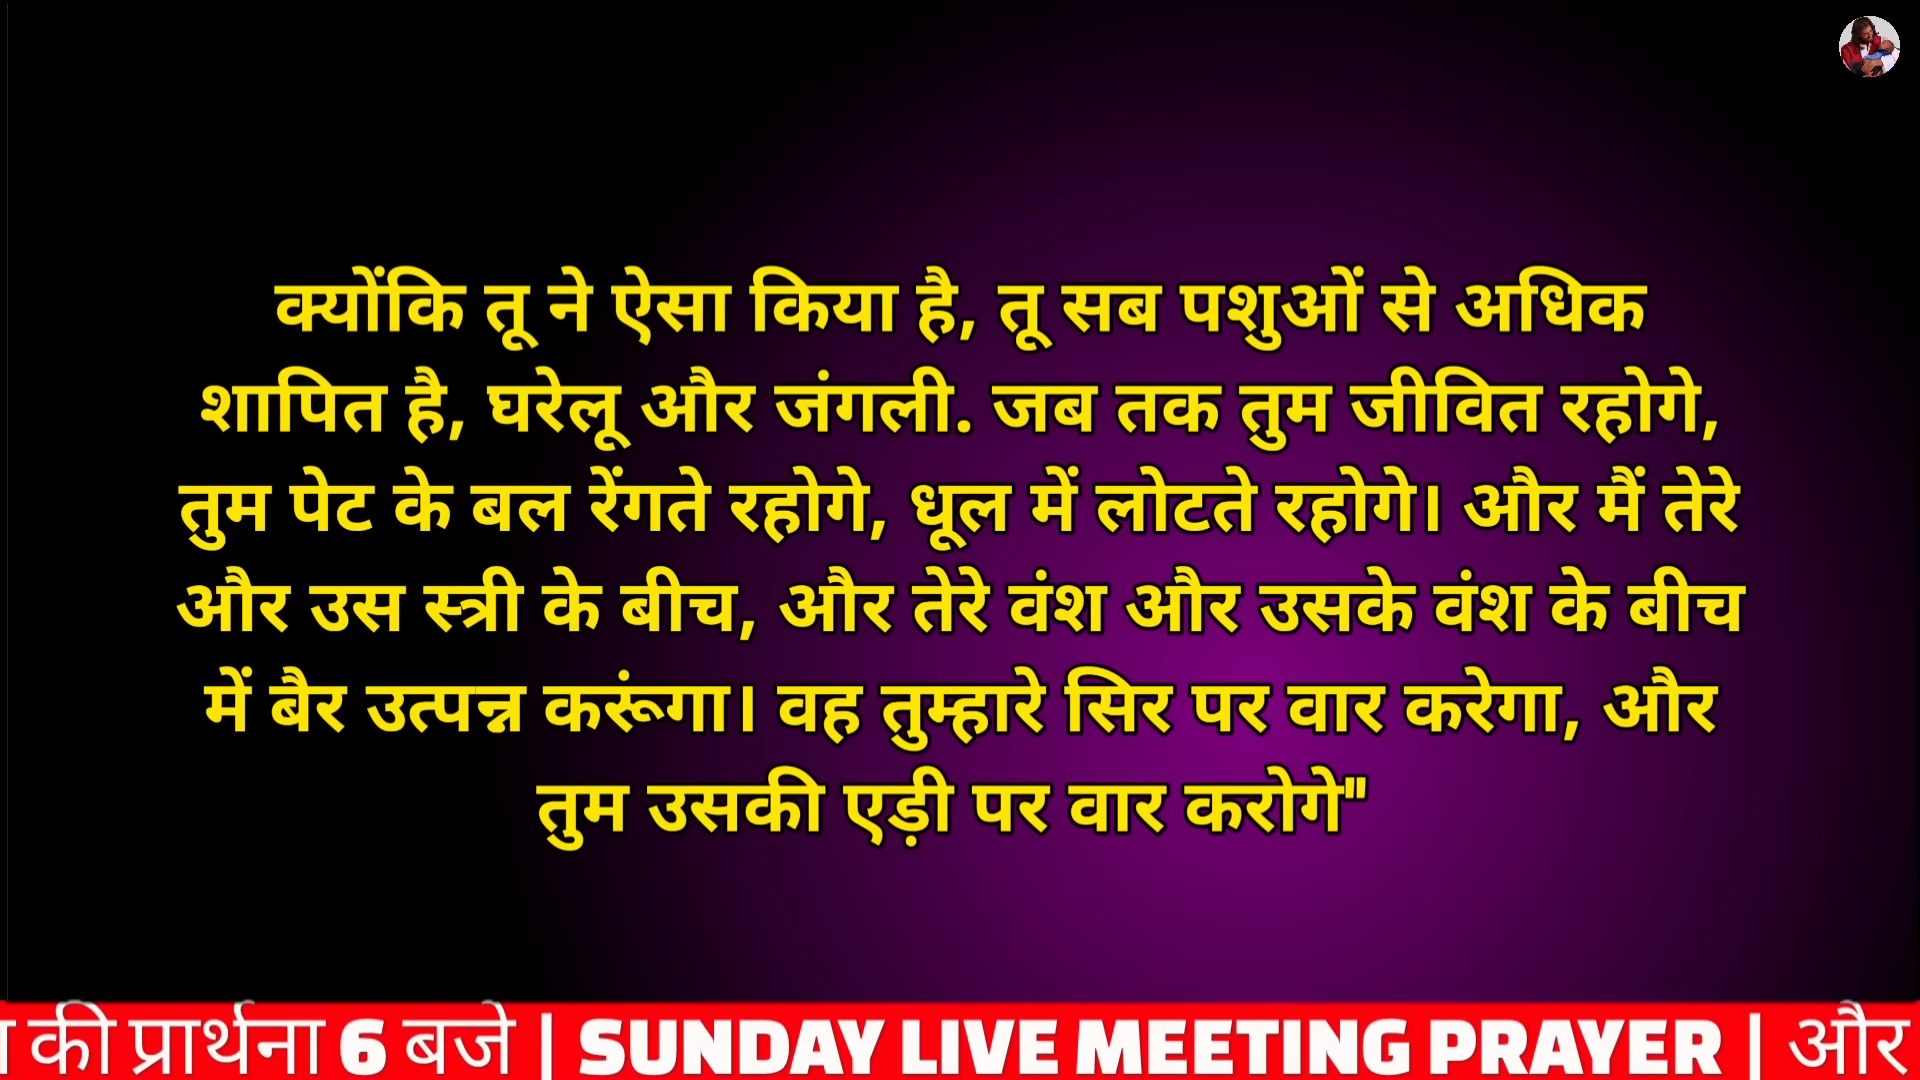 क्योंकि तू ने ऐसा किया है, तू सब पशुओं से अधिक
शापित है, घरेलू और जंगली. जब तक तुम जीवित रहोगे,
तुम पेट के बल रेंगते रहोगे, धूल में लोटते रहोगे। और मैं तेरे
और उस स्त्री के बीच, और तेरे वंश और उसके वंश के बीच
में बैर उत्पन्न करूंगा। वह तुम्हारे सिर पर वार करेगा, और
तुम उसकी एड़ी पर वार करोगे"
की प्रार्थना 6 बजे | SUNDAY LIVE MEETING PRAYER | और